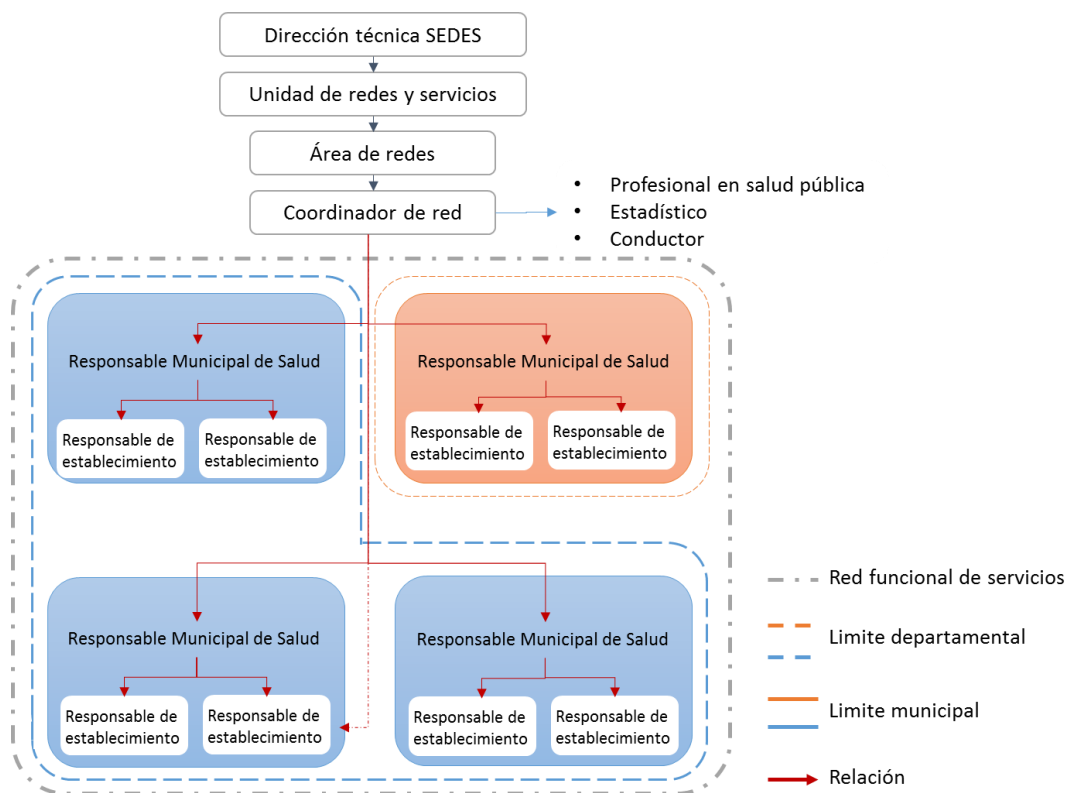 Dirección técnica SEDES
Unidad de redes y servicios
Área de redes
Coordinador de red
• Profesional en salud pública
• Estadístico
• Conductor
Responsable Municipal de Salud
Responsable de
establecimiento
Responsable de
establecimiento
Responsable Municipal de Salud
Responsable de
establecimiento
Responsable de
establecimiento
Responsable Municipal de Salud
Responsable de
establecimiento
Responsable de
establecimiento
Responsable Municipal de Salud
Responsable de
establecimiento
Responsable de
establecimiento
Red funcional de servicios
Limite departamental
Limite municipal
Relación